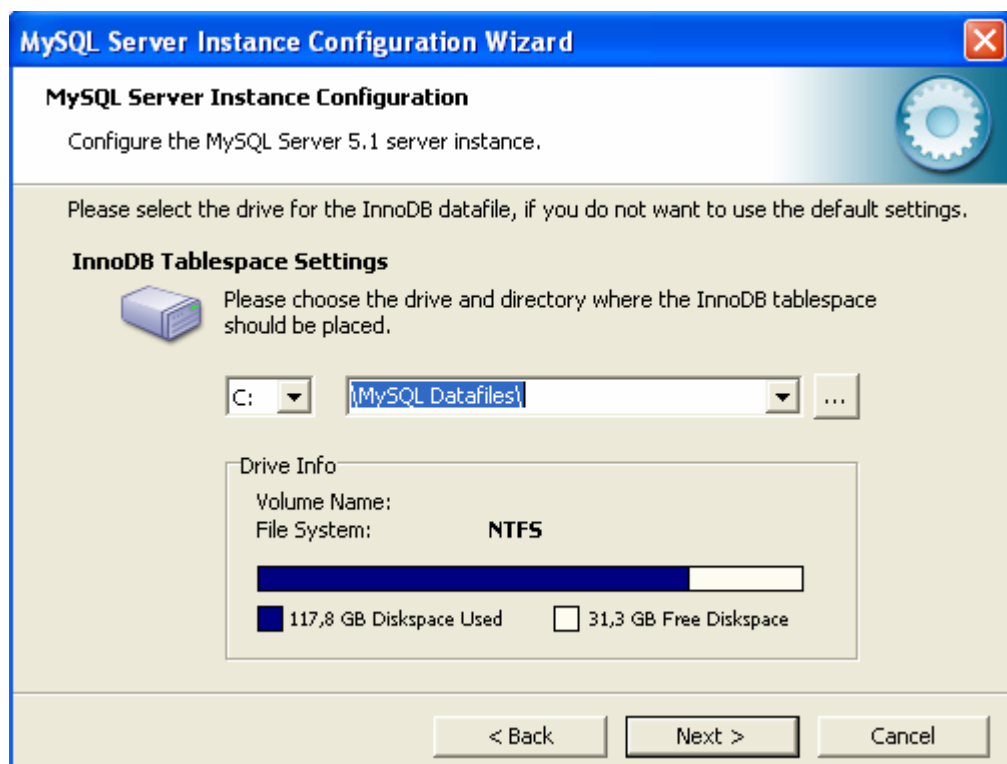 MySQL Server Instance Configuration Wizard
MySQL Server Instance Configuration
Configure the MySQL Server 5.1 server instance.
Please select the drive for the InnoDB datafile, if you do not want to use the default settings.
InnoDB Tablespace Settings
Please choose the drive and directory where the InnoDB tablespace
should be placed.
C: \MySQL Datafiles\ ...
Drive Info
Volume Name:
File System: NTFS
117,8 GB Diskspace Used 31,3 GB Free Diskspace
< Back Next > Cancel